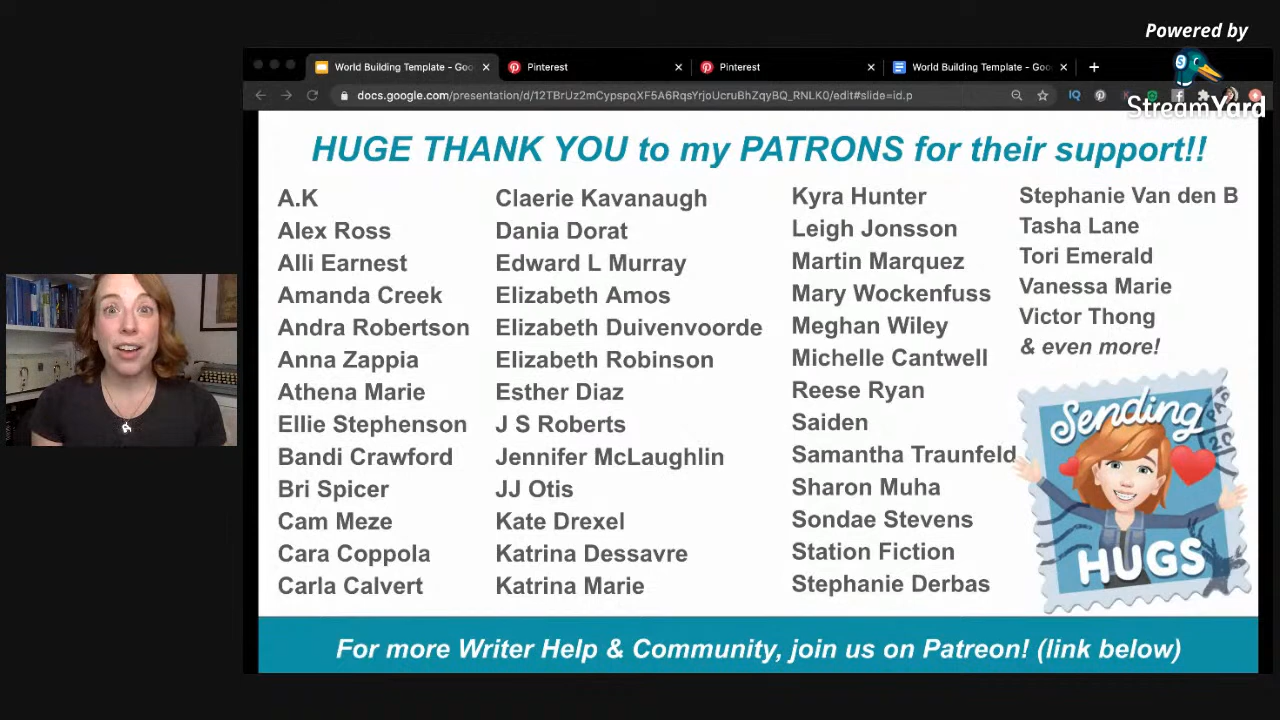 Powered by
StreamYard
World Building Template - Goo
Pinterest
Pinterest
World Building Template - Goo
docs.google.com/presentation/d/12TBrUz2mCypspqXF5A6RqsYrjoUcruBhZqyBQ_RNLK0/edit#slide=id.p
HUGE THANK YOU to my PATRONS for their support!!
A.K
Alex Ross
Alli Earnest
Amanda Creek
Andra Robertson
Anna Zappia
Athena Marie
Ellie Stephenson
Bandi Crawford
Bri Spicer
Cam Meze
Cara Coppola
Carla Calvert
Claerie Kavanaugh
Dania Dorat
Edward L Murray
Elizabeth Amos
Elizabeth Duivenvoorde
Elizabeth Robinson
Esther Diaz
J S Roberts
Jennifer McLaughlin
JJ Otis
Kate Drexel
Katrina Dessavre
Katrina Marie
Kyra Hunter
Leigh Jonsson
Martin Marquez
Mary Wockenfuss
Meghan Wiley
Michelle Cantwell
Reese Ryan
Saiden
Samantha Traunfeld
Sharon Muha
Sondae Stevens
Station Fiction
Stephanie Derbas
Stephanie Van den B
Tasha Lane
Tori Emerald
Vanessa Marie
Victor Thong
& even more!
Sending
HUGS
For more Writer Help & Community, join us on Patreon! (link below)